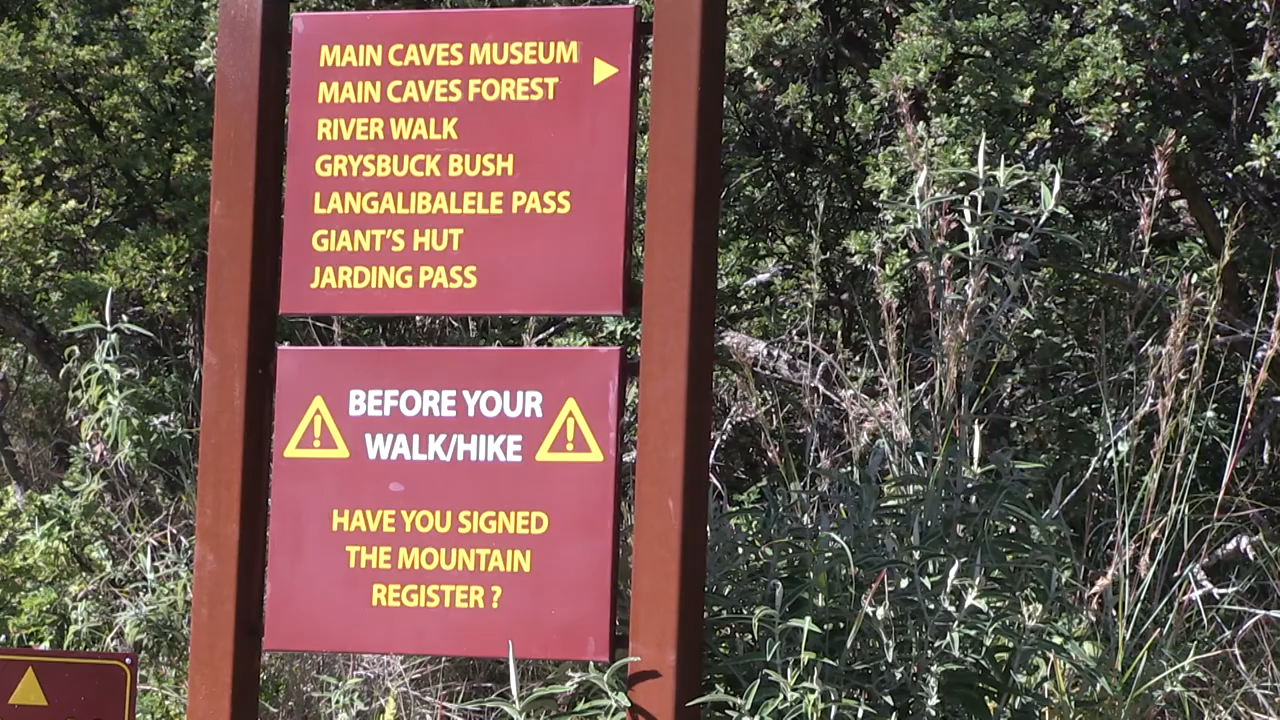 MAIN CAVES MUSEUM
MAIN CAVES FOREST
RIVER WALK
GRYSBUCK BUSH
LANGALIBALELE PASS
GIANT'S HUT
JARDING PASS
BEFORE YOUR
WALK/HIKE
HAVE YOU SIGNED
THE MOUNTAIN
REGISTER ?